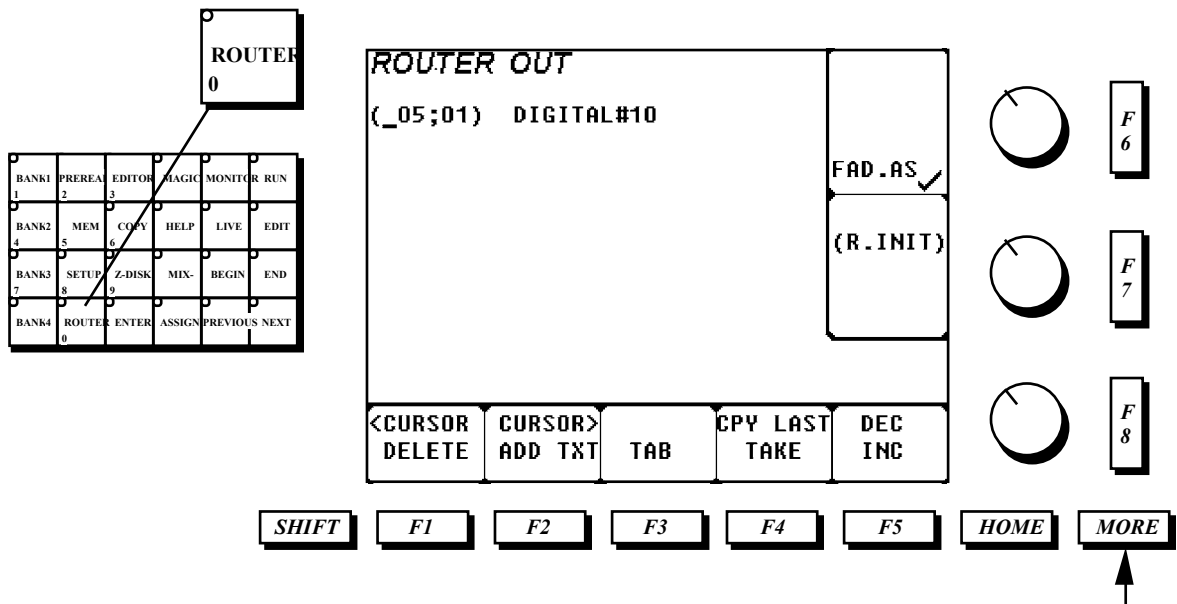 ROUTER
0
BANK1 PREREA EDITOR MAGIC MONITOR RUN
1 2 3
BANK2 MEM COPY HELP LIVE EDIT
4 5 6
BANK3 SETUP Z-DISK MIX- BEGIN END
7 8 9
BANK4 ROUTER ENTER ASSIGN PREVIOUS NEXT
0
ROUTER OUT
(_05;01) DIGITAL#10
FAD.AS
(R.INIT)
<CURSOR CURSOR> CPY LAST DEC
DELETE ADD TXT TAB TAKE INC
F
6
F
7
F
8
SHIFT F1 F2 F3 F4 F5 HOME MORE